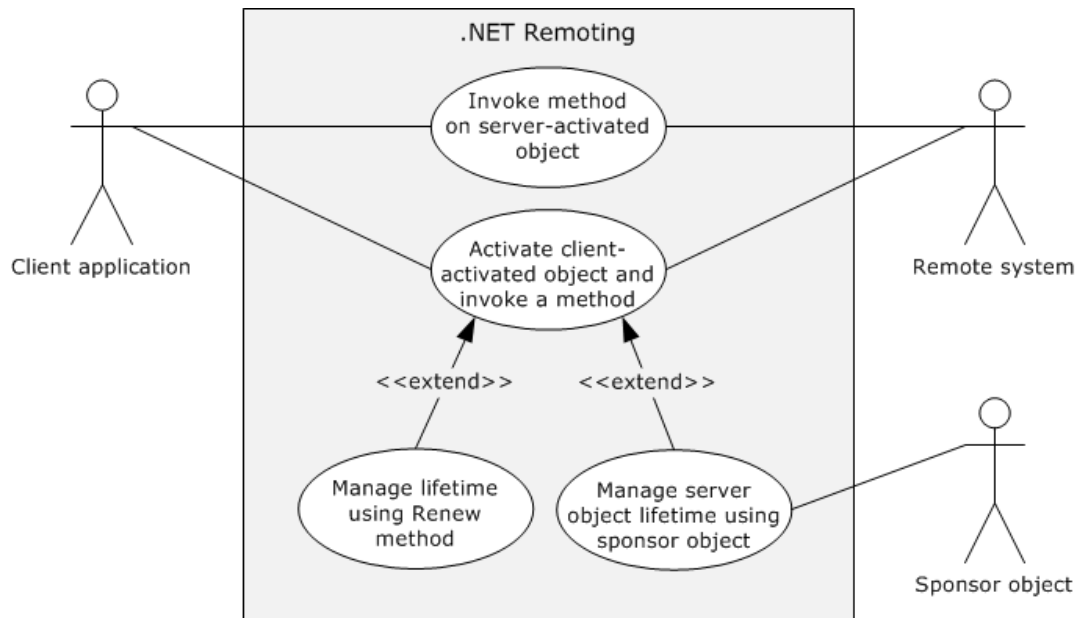 .NET Remoting
Invoke method
on server-activated
object
Client application
Remote system
Activate client-
activated object and
invoke a method
<<extend>>
<<extend>>
Manage lifetime
using Renew
method
Manage server
object lifetime using
sponsor object
Sponsor object